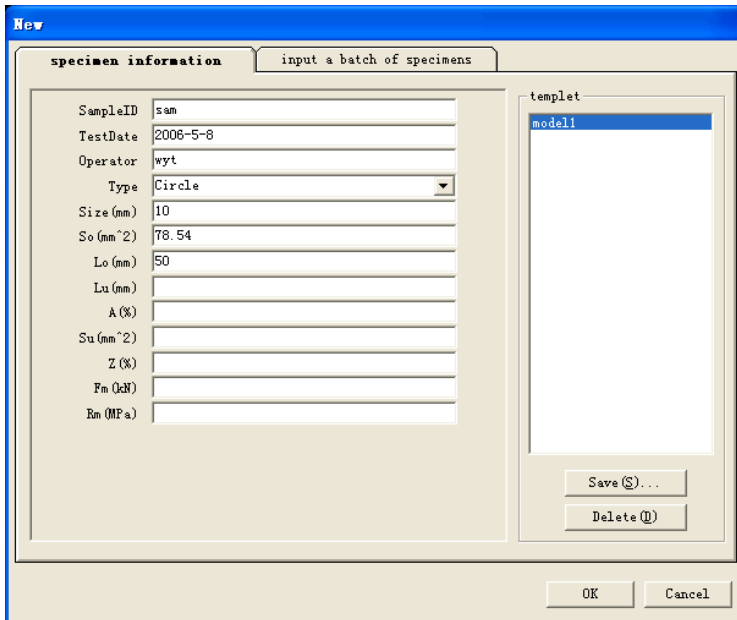 New
specimen information
input a batch of specimens
SampleID sam
TestDate 2006-5-8
Operator wyt
Type Circle
Size(mm) 10
So(mm^2) 78.54
Lo(mm) 50
Lu(mm)
A(%)
Su(mm^2)
Z(%)
Fm(kN)
Rm(MPa)
templet
model1
Save(S)...
Delete(D)
OK
Cancel